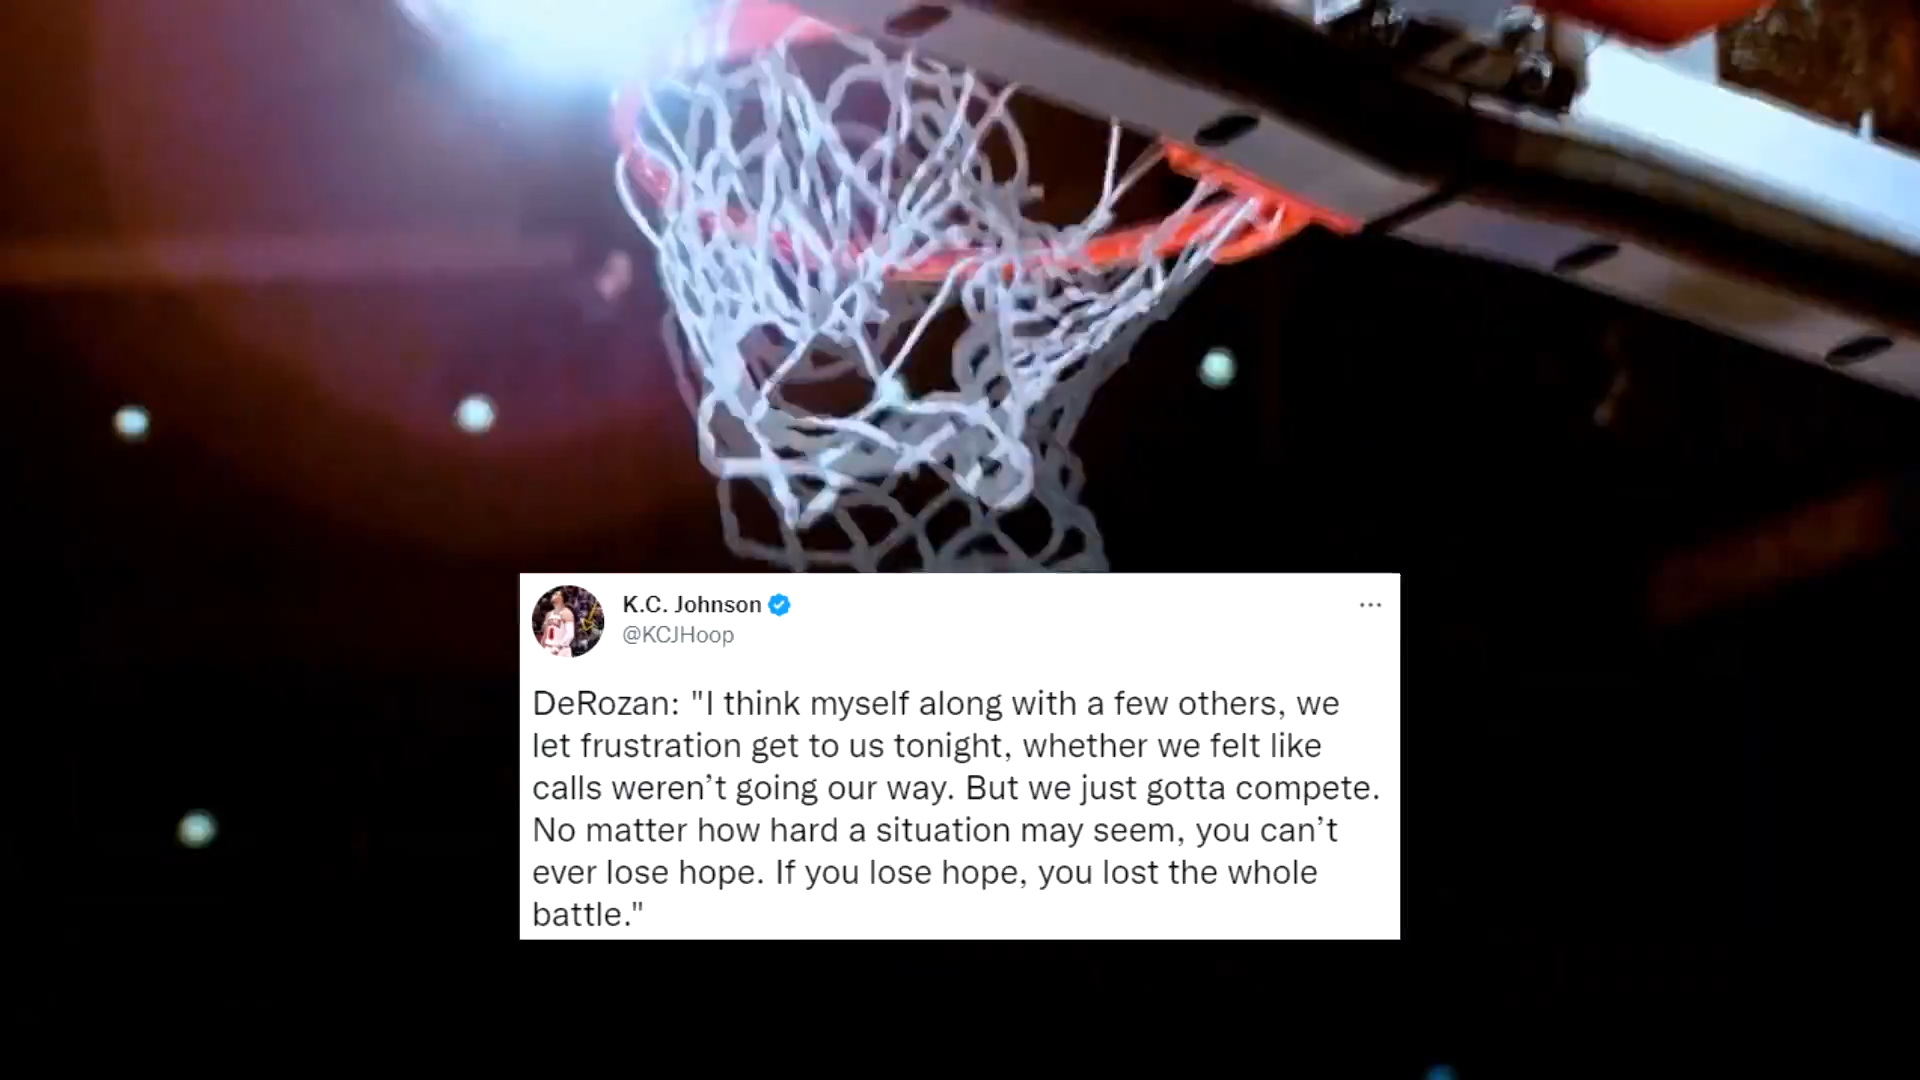 K.C. Johnson
@KCJHoop
DeRozan: "I think myself along with a few others, we
let frustration get to us tonight, whether we felt like
calls weren’t going our way. But we just gotta compete.
No matter how hard a situation may seem, you can’t
ever lose hope. If you lose hope, you lost the whole
battle."